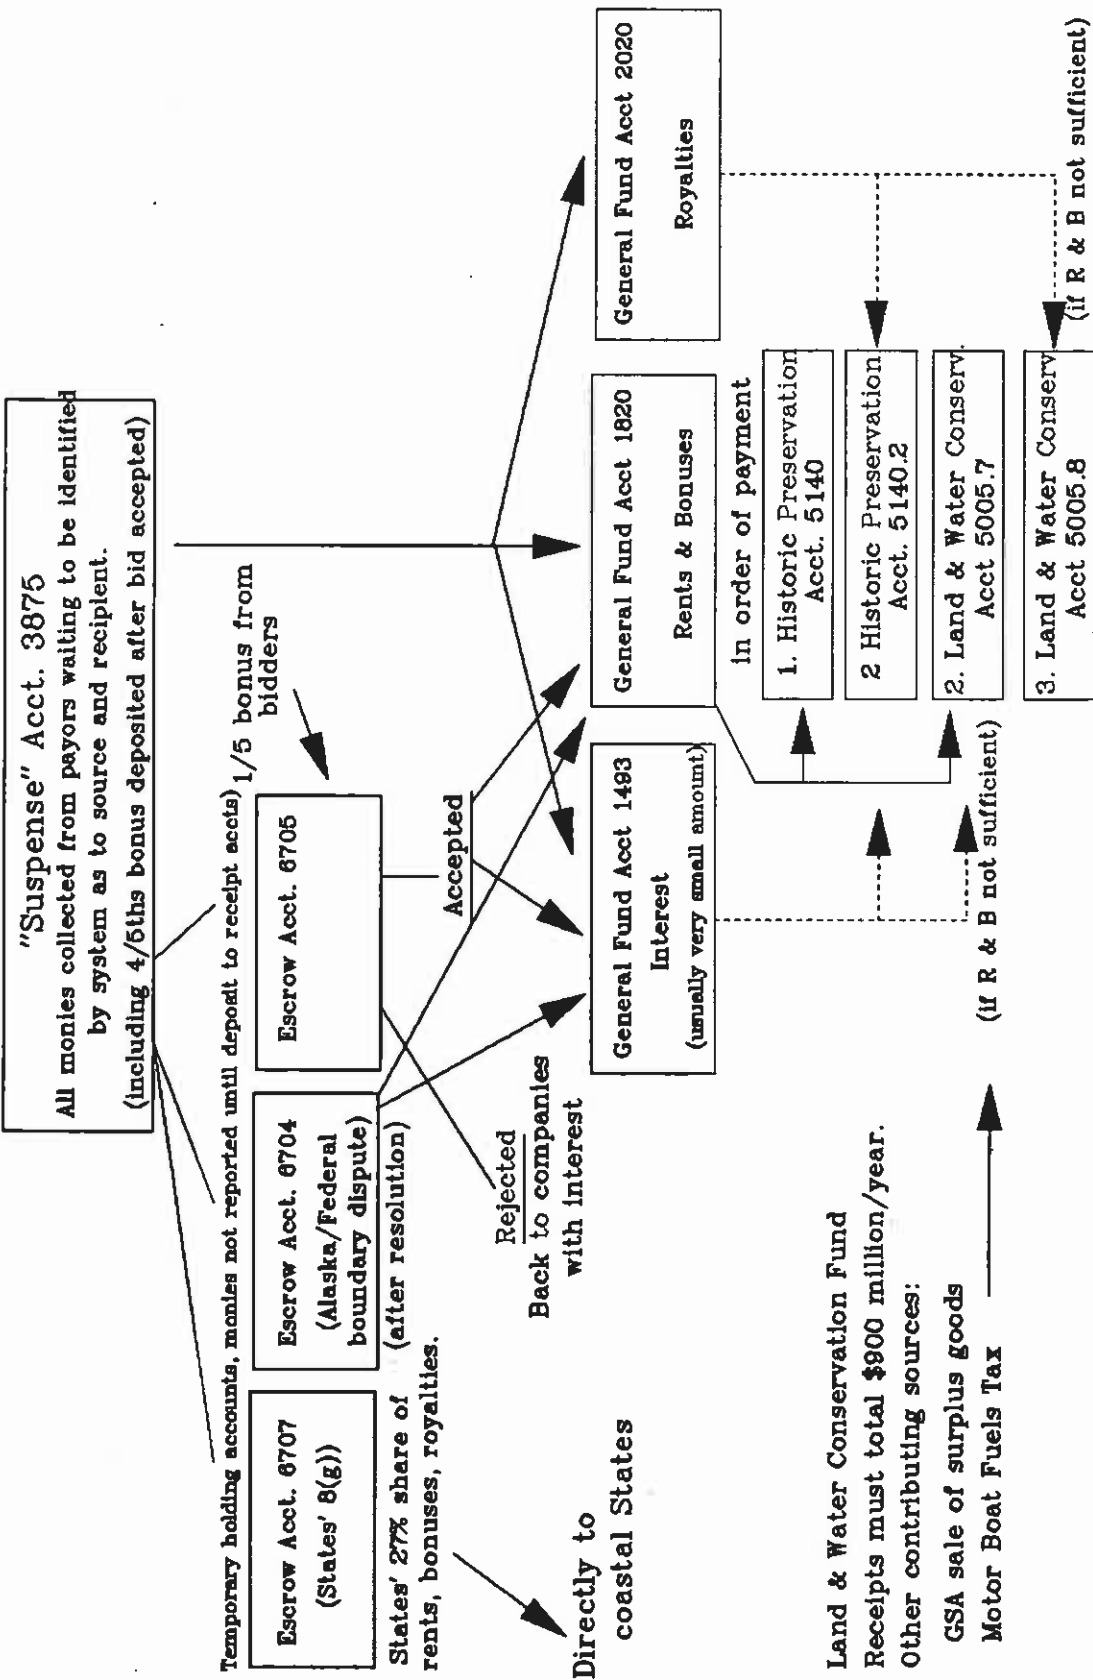 "Suspense" Acct. 3875
All monies collected from payors waiting to be identified
by system as to source and recipient.
(including 4/5ths bonus deposited after bid accepted)
Temporary holding accounts, monies not reported until deposit to receipt accts)
1/5 bonus from
bidders
Escrow Acct. 6707
(States' 8(g))
Escrow Acct. 6704
(Alaska/Federal
boundary dispute)
Escrow Acct. 6705
States' 27% share of
rents, bonuses, royalties.
(after resolution)
Accepted
Rejected
Back to companies
with interest
Directly to
coastal States
General Fund Acct 1493
Interest
(usually very small amount)
General Fund Acct 1820
Rents & Bonuses
General Fund Acct 2020
Royalties
in order of payment
1. Historic Preservation
Acct. 5140
2 Historic Preservation
Acct. 5140.2
2. Land & Water Conserv.
Acct 5005.7
3. Land & Water Conserv
Acct 5005.8
(if R & B not sufficient)
(if R & B not sufficient)
Land & Water Conservation Fund
Receipts must total $900 million/year.
Other contributing sources:
GSA sale of surplus goods
Motor Boat Fuels Tax